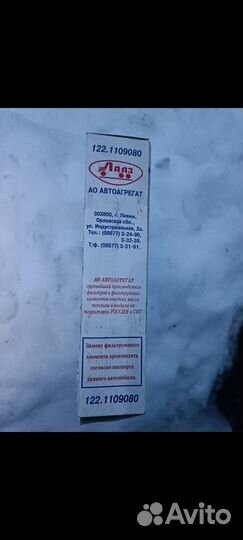 122.1109080
ЛААЗ
АО АВТОАГРЕГАТ
303800, г. Ливны,
Орловская обл.,
ул. Индустриальная, 2а.
Тел.: (08677) 3-24-90,
3-32-39.
Т/ф. (08677) 3-31-91.
АО АВТОАГРЕГАТ
крупнейший производитель
фильтров и фильтрующих
элементов очистки масла,
топлива и воздуха на
территории РОССИИ и СНГ
Замену фильтрующего
элемента производить
согласно паспорта
данного автомобиля.
122.1109080
Avito